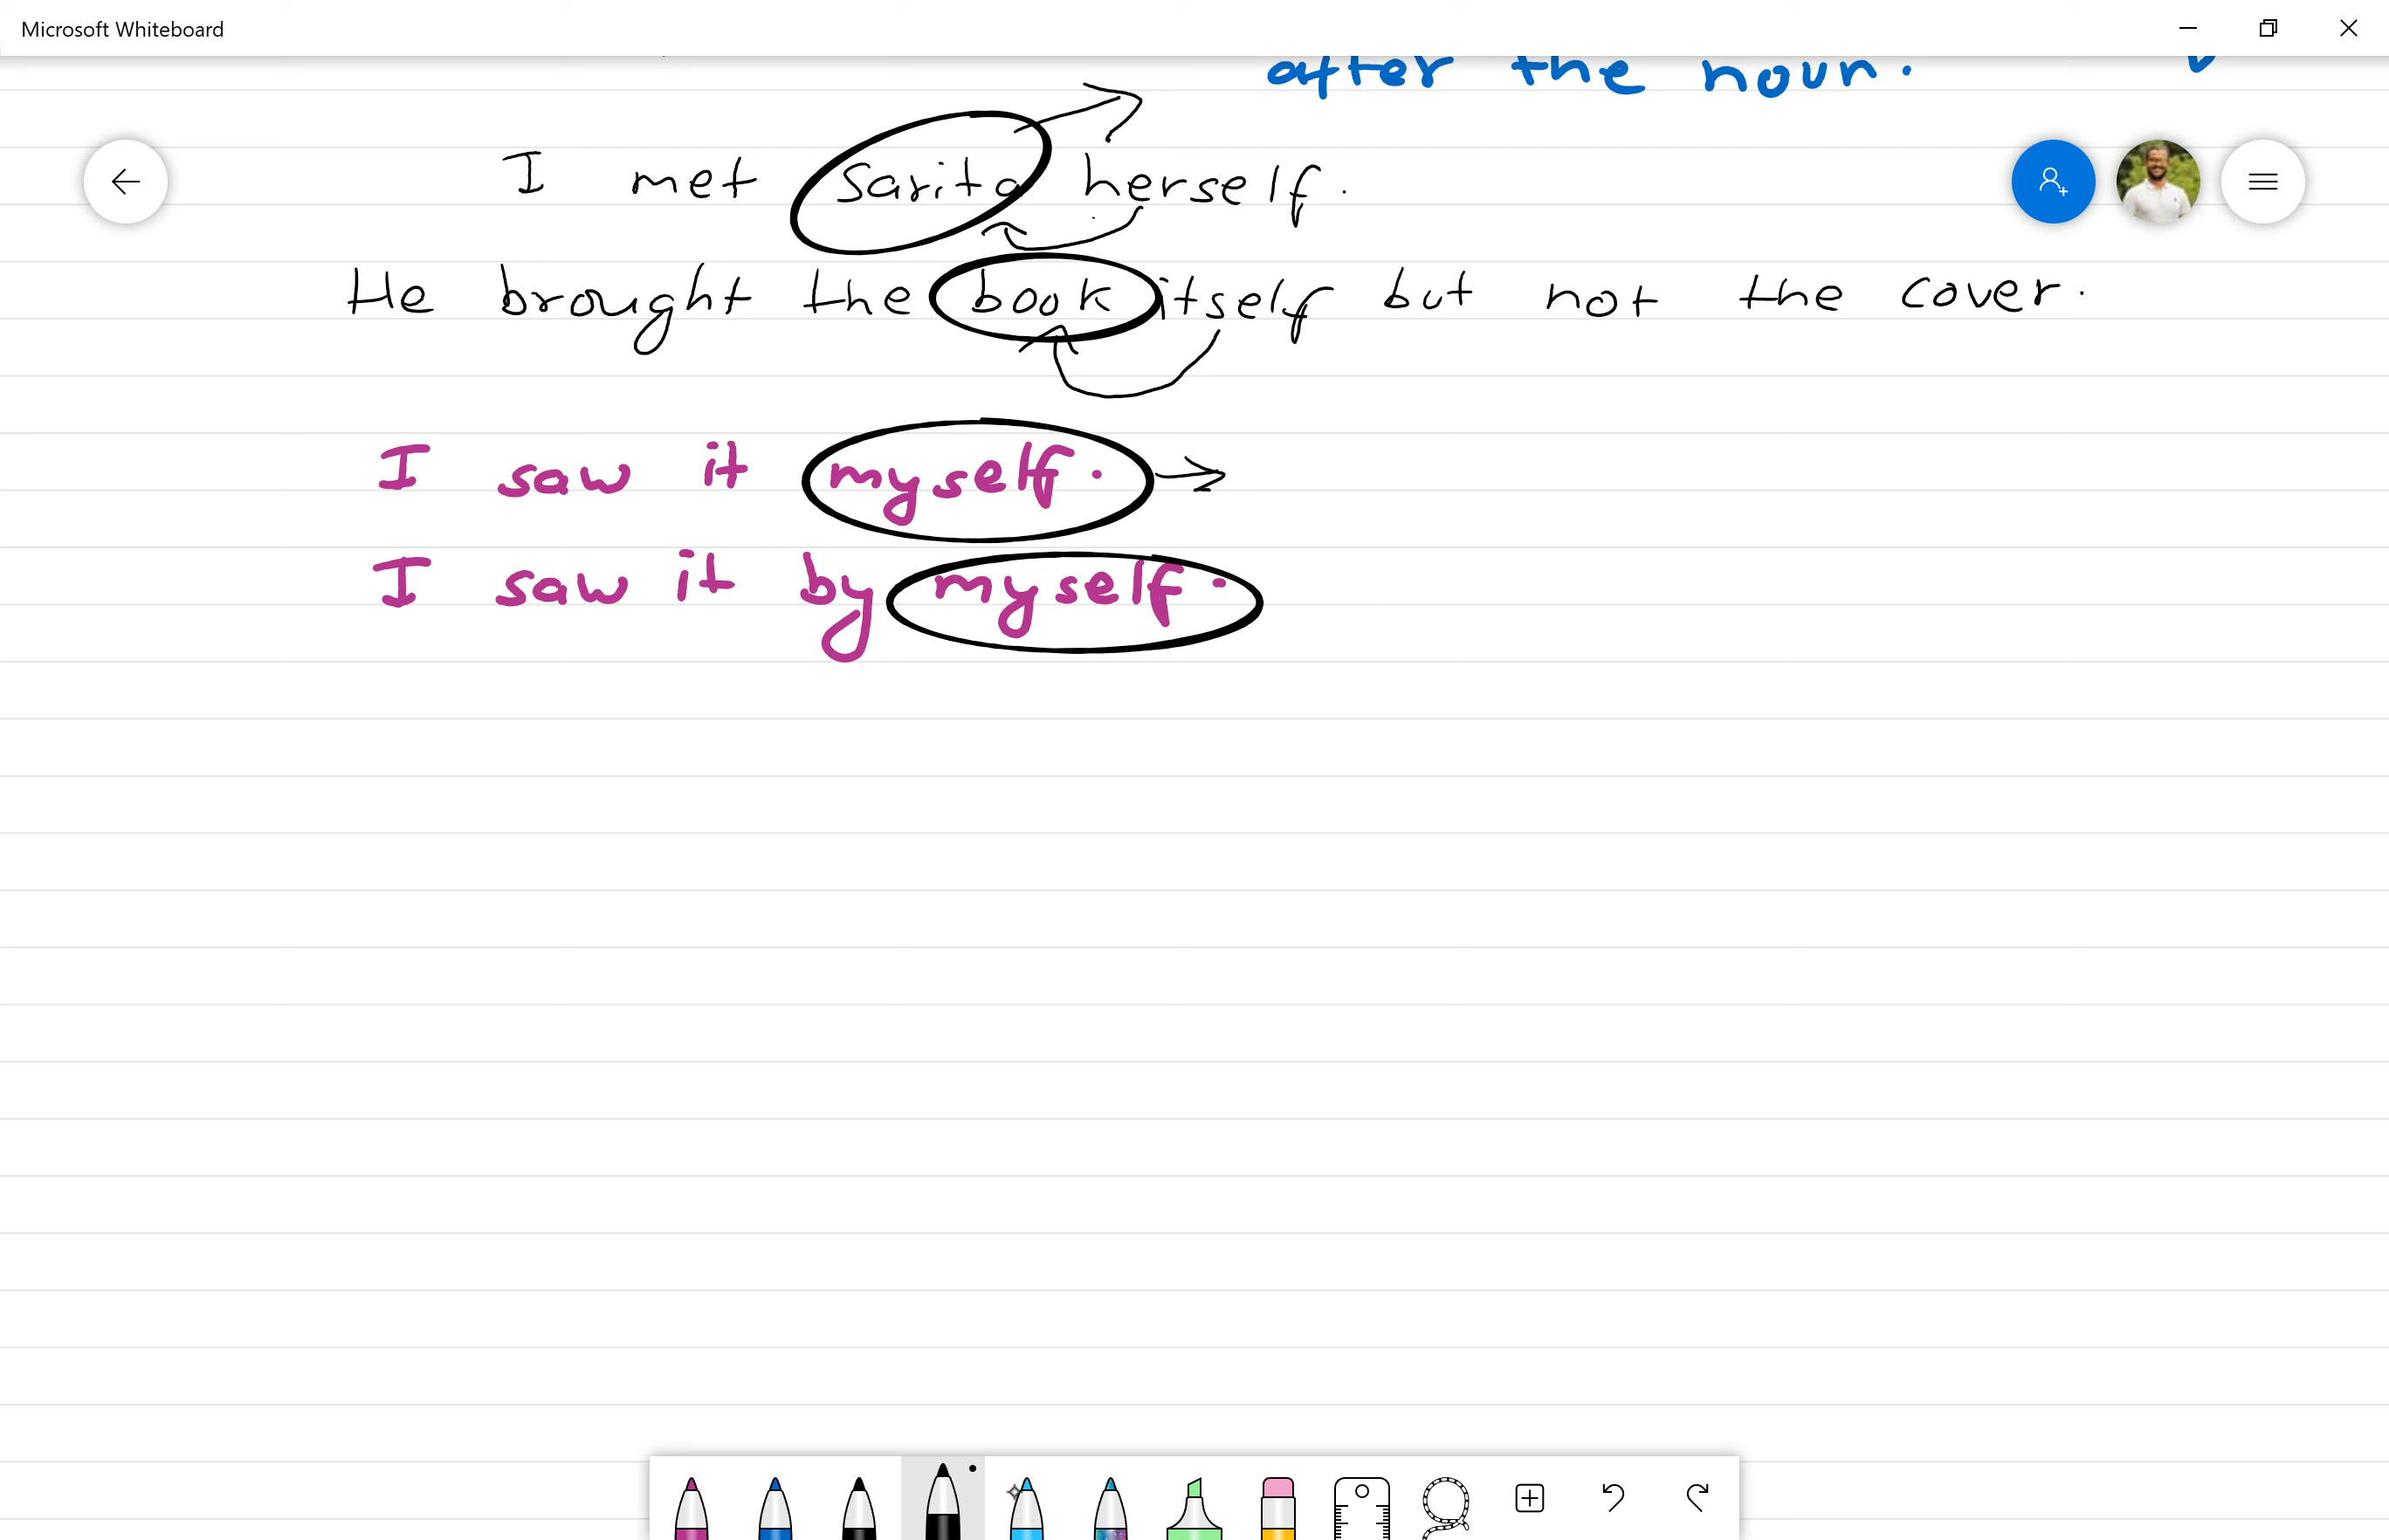 Microsoft Whiteboard
after the noun.
I met Sarita herself.
He brought the book itself but not the cover.
I saw it myself.
I saw it by myself.